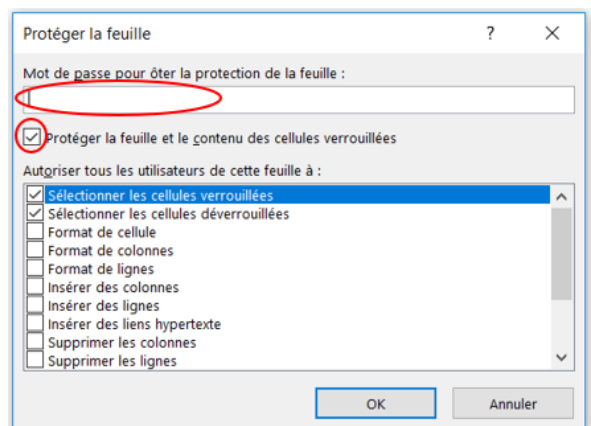 Protéger la feuille ? ×
Mot de passe pour ôter la protection de la feuille :
Protéger la feuille et le contenu des cellules verrouillées
Autoriser tous les utilisateurs de cette feuille à :
Sélectionner les cellules verrouillées
Sélectionner les cellules déverrouillées
Format de cellule
Format de colonnes
Format de lignes
Insérer des colonnes
Insérer des lignes
Insérer des liens hypertexte
Supprimer les colonnes
Supprimer les lignes
OK Annuler